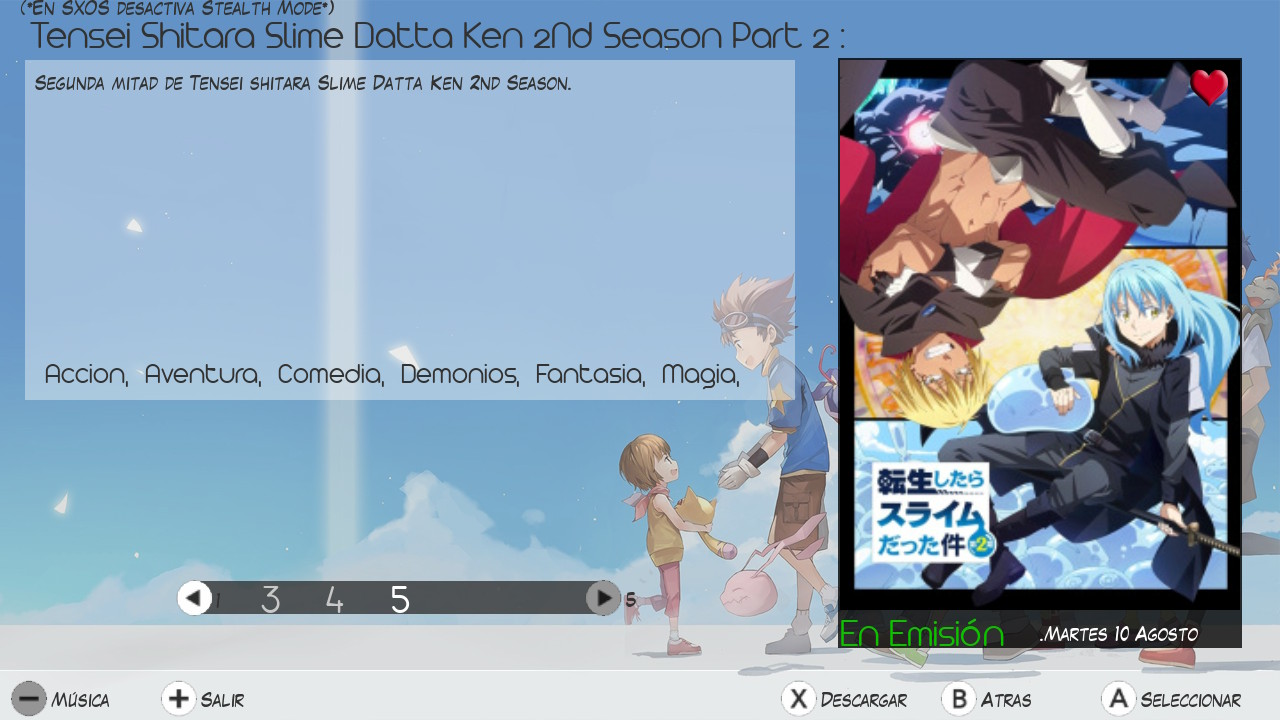 (*En SXOS desactiva Stealth Mode*)
Tensei Shitara Slime Datta Ken 2Nd Season Part 2 :
Segunda mitad de Tensei shitara Slime Datta Ken 2nd Season.
Accion, Aventura, Comedia, Demonios, Fantasia, Magia,
転生したら
スライム
だった件 第2期
1 3 4 5 5
En Emisión .Martes 10 Agosto
Música Salir X Descargar B Atras A Seleccionar